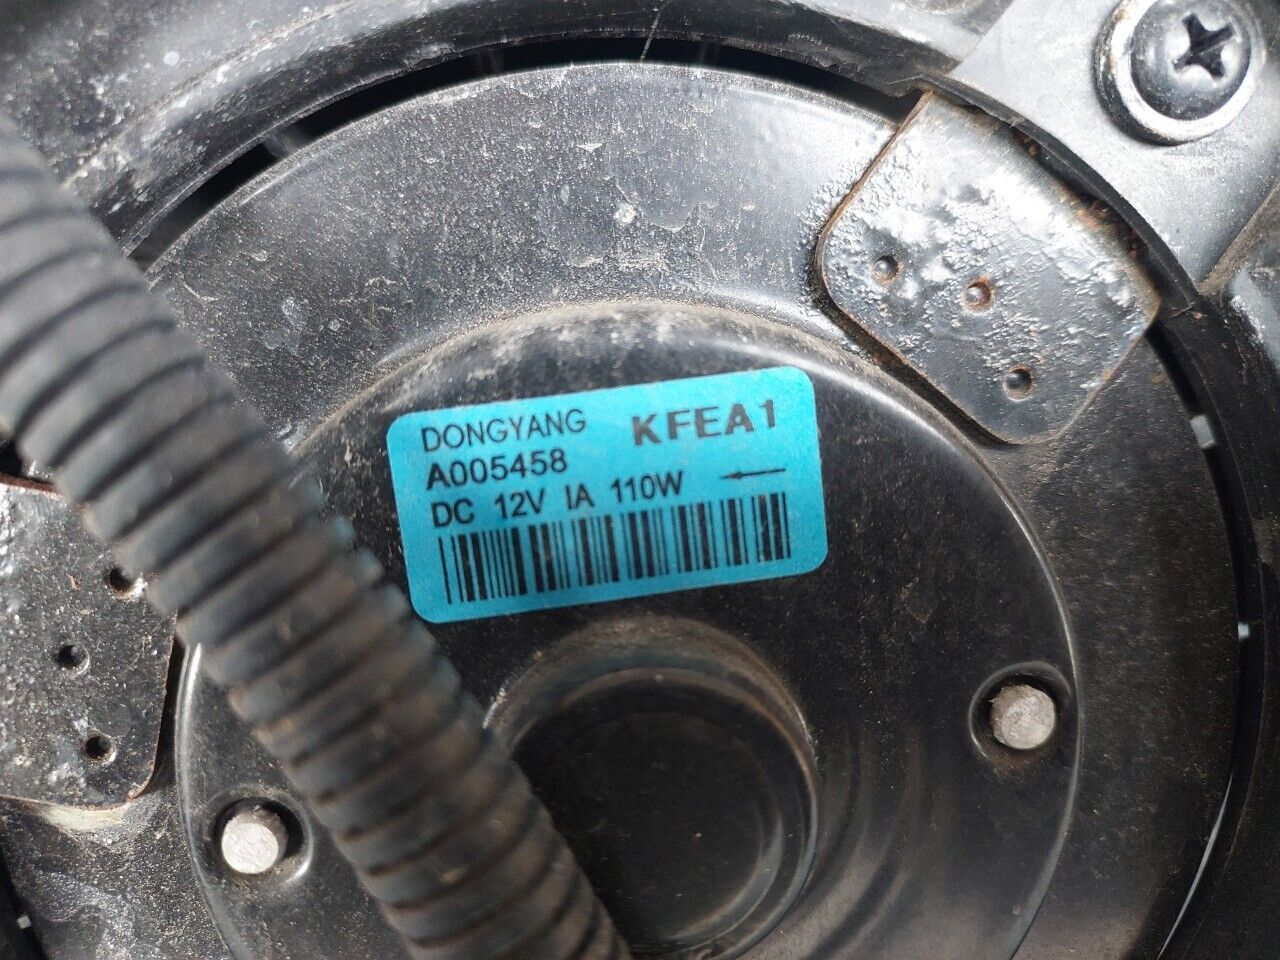 DONGYANG KFEA1
A005458
DC 12V IA 110W